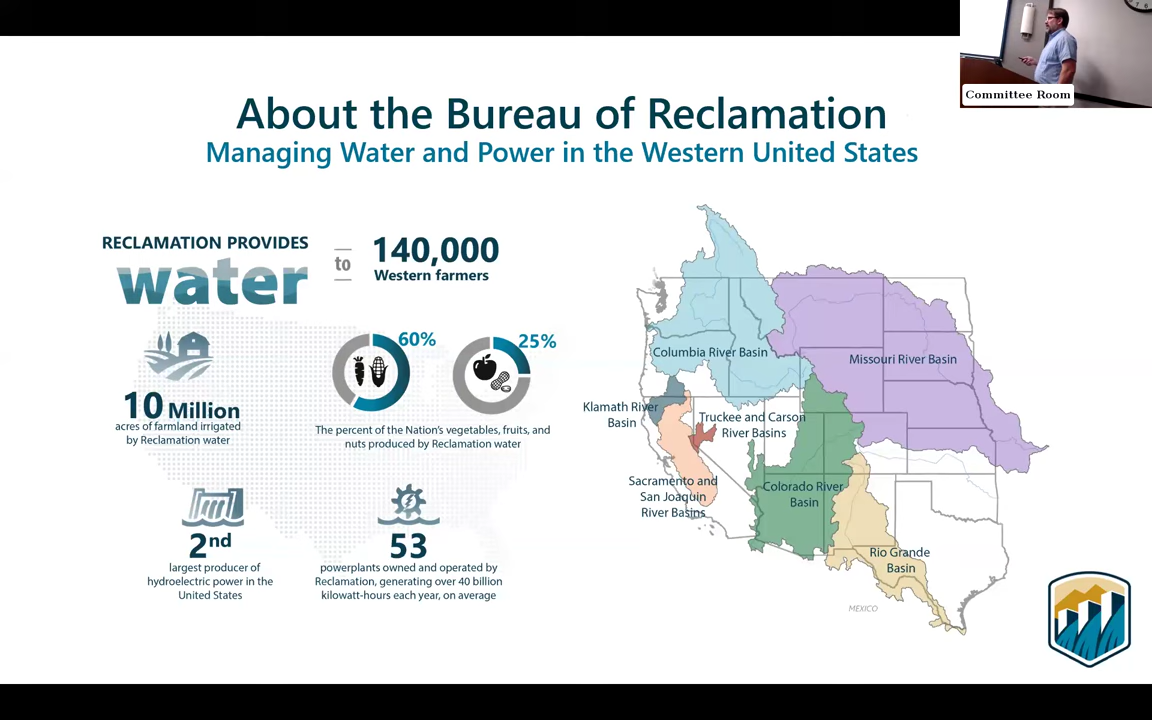 Committee Room
About the Bureau of Reclamation
Managing Water and Power in the Western United States
RECLAMATION PROVIDES
water
to
140,000
Western farmers
10 Million
acres of farmland irrigated
by Reclamation water
60%
25%
The percent of the Nation's vegetables, fruits, and
nuts produced by Reclamation water
2nd
largest producer of
hydroelectric power in the
United States
53
powerplants owned and operated by
Reclamation, generating over 40 billion
kilowatt-hours each year, on average
Columbia River Basin
Missouri River Basin
Klamath River
Basin
Truckee and Carson
River Basins
Sacramento and
San Joaquin
River Basins
Colorado River
Basin
Rio Grande
Basin
MEXICO